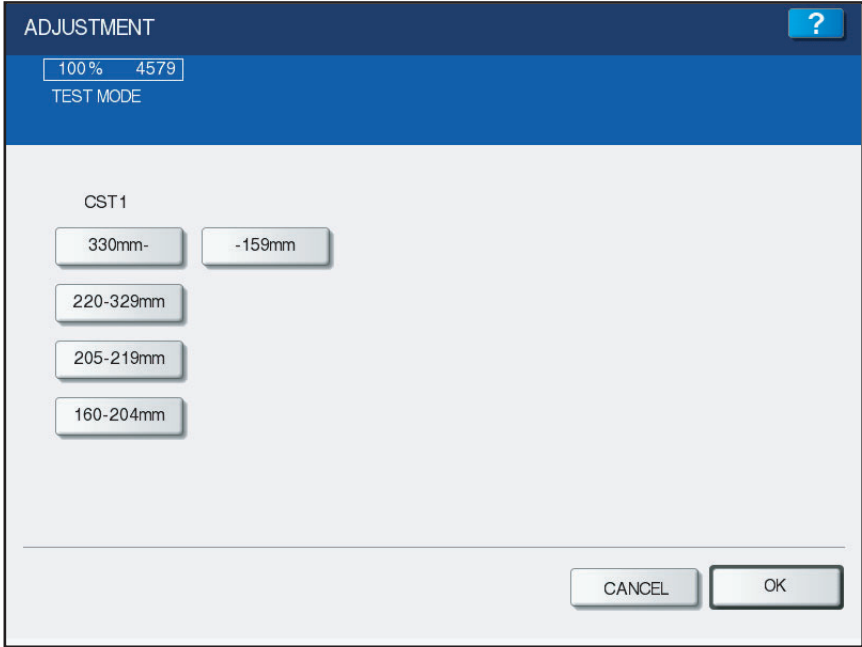 ADJUSTMENT ?
100% 4579
TEST MODE
CST1
330mm- -159mm
220-329mm
205-219mm
160-204mm
CANCEL OK